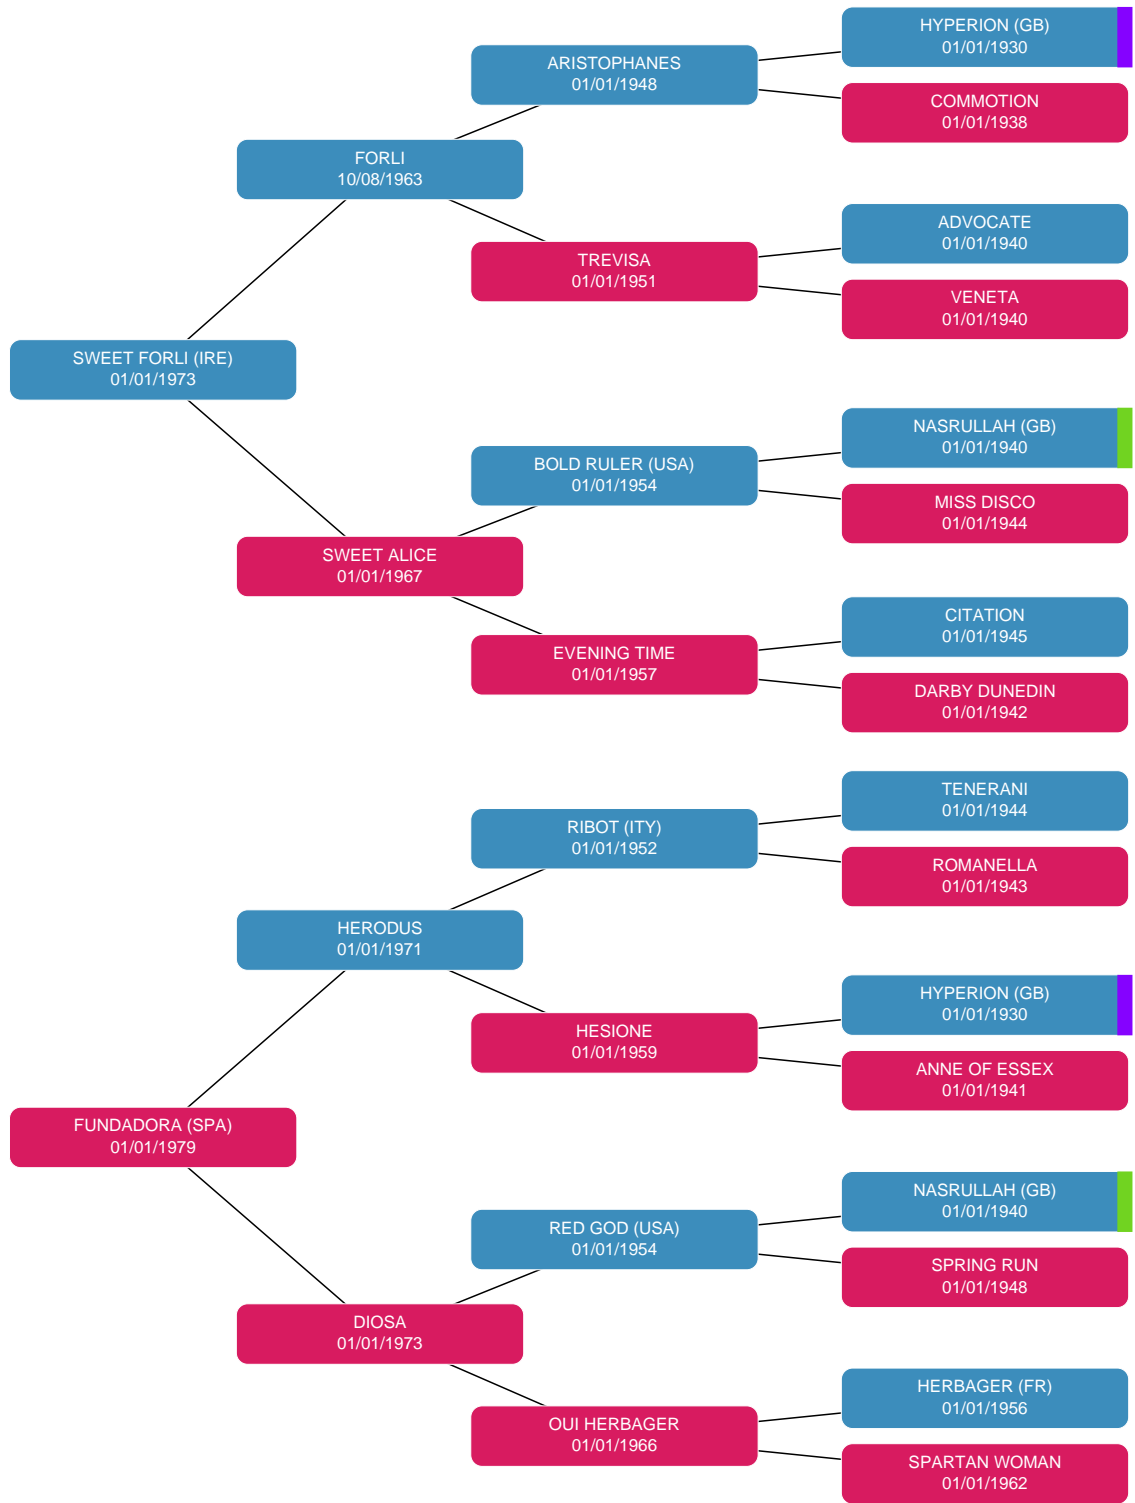 HYPERION (GB)
01/01/1930
ARISTOPHANES
01/01/1948
COMMOTION
01/01/1938
FORLI
10/08/1963
ADVOCATE
01/01/1940
TREVISA
01/01/1951
VENETA
01/01/1940
SWEET FORLI (IRE)
01/01/1973
NASRULLAH (GB)
01/01/1940
BOLD RULER (USA)
01/01/1954
MISS DISCO
01/01/1944
SWEET ALICE
01/01/1967
CITATION
01/01/1945
EVENING TIME
01/01/1957
DARBY DUNEDIN
01/01/1942
TENERANI
01/01/1944
RIBOT (ITY)
01/01/1952
ROMANELLA
01/01/1943
HERODUS
01/01/1971
HYPERION (GB)
01/01/1930
HESIONE
01/01/1959
ANNE OF ESSEX
01/01/1941
FUNDADORA (SPA)
01/01/1979
NASRULLAH (GB)
01/01/1940
RED GOD (USA)
01/01/1954
SPRING RUN
01/01/1948
DIOSA
01/01/1973
HERBAGER (FR)
01/01/1956
OUI HERBAGER
01/01/1966
SPARTAN WOMAN
01/01/1962